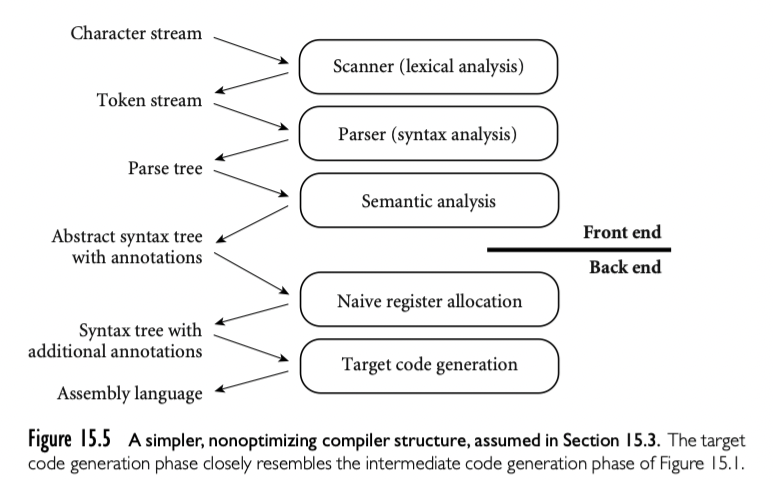 Character stream
Scanner (lexical analysis)
Token stream
Parser (syntax analysis)
Parse tree
Semantic analysis
Abstract syntax tree
with annotations
Front end
Back end
Naive register allocation
Syntax tree with
additional annotations
Target code generation
Assembly language
Figure 15.5 A simpler, nonoptimizing compiler structure, assumed in Section 15.3. The target
code generation phase closely resembles the intermediate code generation phase of Figure 15.1.